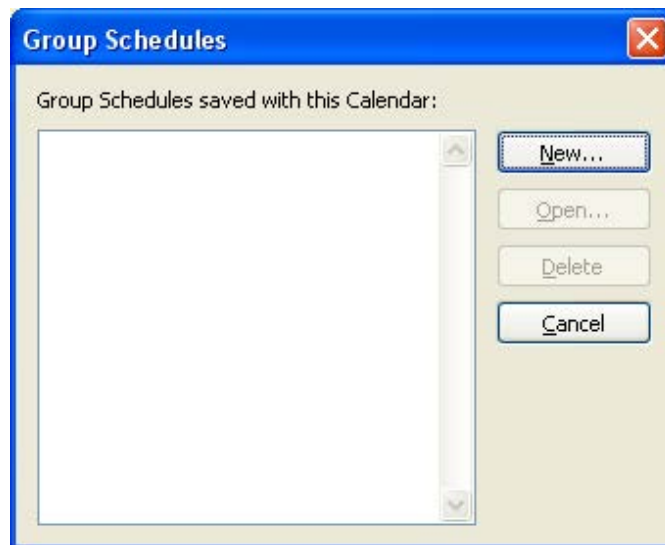 Group Schedules
Group Schedules saved with this Calendar:
New...
Open...
Delete
Cancel